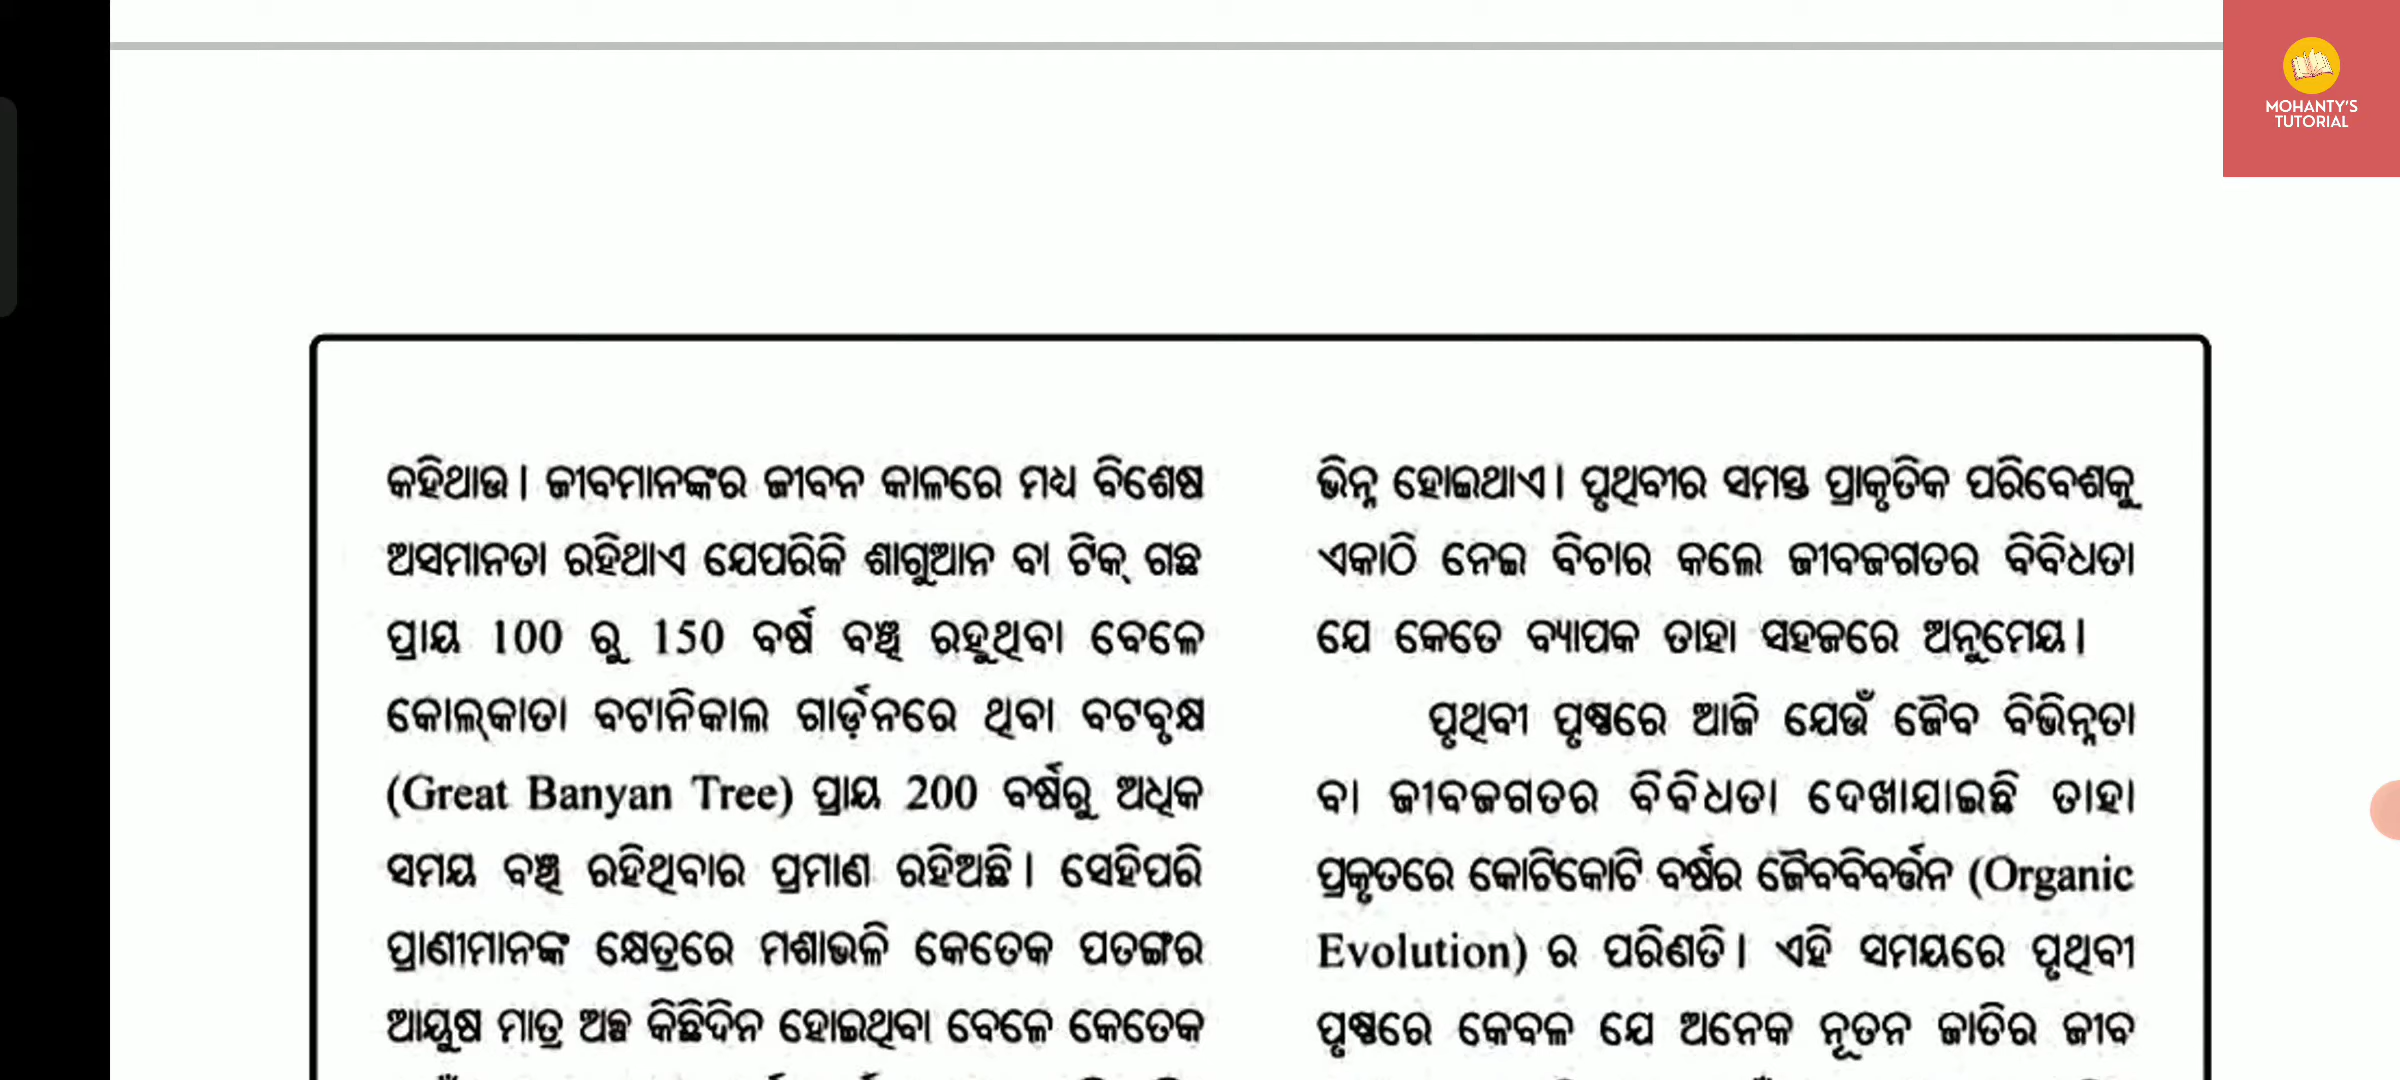 MOHANTY'S
TUTORIAL
କହିଥାଉ। ଜୀବମାନଙ୍କର ଜୀବନ କାଳରେ ମଧ୍ୟ ବିଶେଷ
ଅସମାନତା ରହିଥାଏ ଯେପରିକି ଶାଗୁଆନ ବା ଟିକ୍ ଗଛ
ପ୍ରାୟ 100 ରୁ 150 ବର୍ଷ ବଞ୍ଚି ରହୁଥିବା ବେଳେ
କୋଲ୍‌କାତା ବଟାନିକାଲ ଗାର୍ଡ଼ନରେ ଥିବା ବଟବୃକ୍ଷ
(Great Banyan Tree) ପ୍ରାୟ 200 ବର୍ଷରୁ ଅଧିକ
ସମୟ ବଞ୍ଚି ରହିଥିବାର ପ୍ରମାଣ ରହିଅଛି। ସେହିପରି
ପ୍ରାଣୀମାନଙ୍କ କ୍ଷେତ୍ରରେ ମଶାଭଳି କେତେକ ପତଙ୍ଗର
ଆୟୁଷ ମାତ୍ର ଅଳ୍ପ କିଛିଦିନ ହୋଇଥିବା ବେଳେ କେତେକ
ଭିନ୍ନ ହୋଇଥାଏ। ପୃଥିବୀର ସମସ୍ତ ପ୍ରାକୃତିକ ପରିବେଶକୁ
ଏକାଠି ନେଇ ବିଚାର କଲେ ଜୀବଜଗତର ବିବିଧତା
ଯେ କେତେ ବ୍ୟାପକ ତାହା ସହଜରେ ଅନୁମେୟ।
ପୃଥିବୀ ପୃଷ୍ଠରେ ଆଜି ଯେଉଁ ଜୈବ ବିଭିନ୍ନତା
ବା ଜୀବଜଗତର ବିବିଧତା ଦେଖାଯାଇଛି ତାହା
ପ୍ରକୃତରେ କୋଟିକୋଟି ବର୍ଷର ଜୈବବିବର୍ତ୍ତନ (Organic
Evolution) ର ପରିଣତି। ଏହି ସମୟରେ ପୃଥିବୀ
ପୃଷ୍ଠରେ କେବଳ ଯେ ଅନେକ ନୂତନ ଜାତିର ଜୀବ